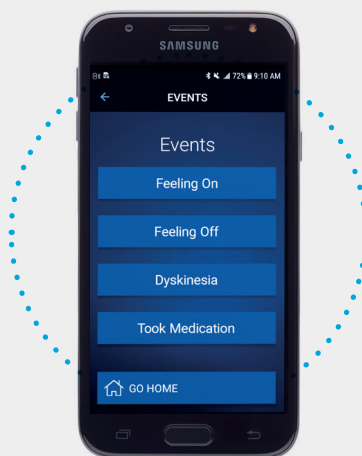 SAMSUNG
72% 9:10 AM
EVENTS
Events
Feeling On
Feeling Off
Dyskinesia
Took Medication
GO HOME